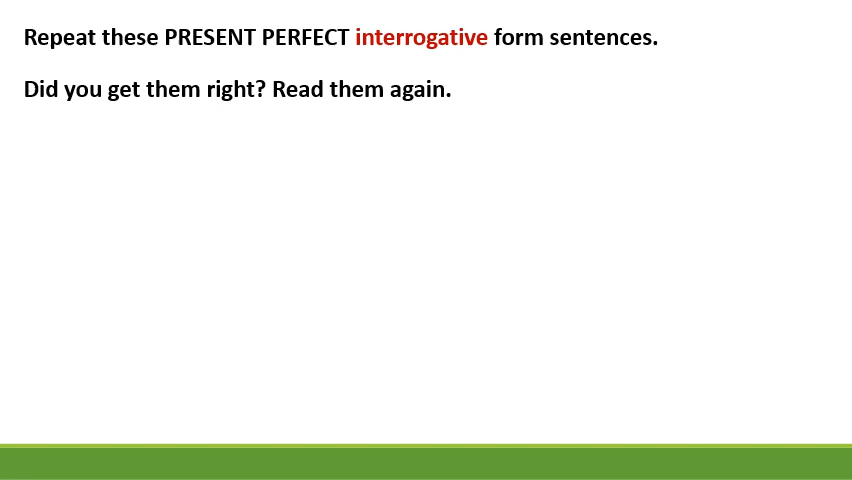 Repeat these PRESENT PERFECT interrogative form sentences.
Did you get them right? Read them again.